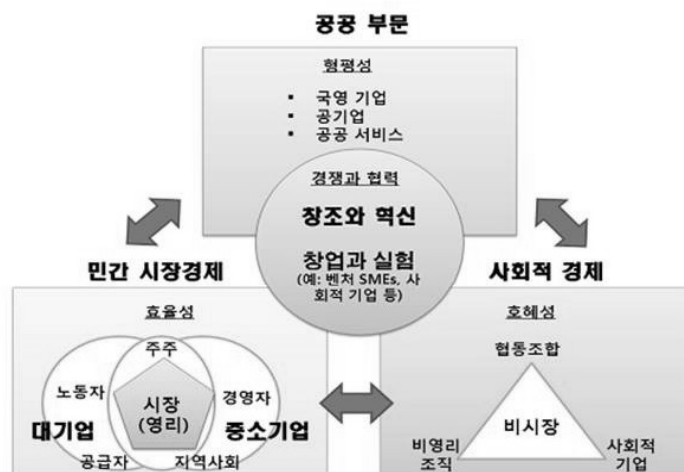 공공 부문
형평성
▪ 국영 기업
▪ 공기업
▪ 공공 서비스
경쟁과 협력
창조와 혁신
창업과 실험
(예: 벤처 SMEs, 사
회적 기업 등)
민간 시장경제
효율성
주주
노동자
시장
(영리)
경영자
대기업
중소기업
공급자
지역사회
사회적 경제
호혜성
협동조합
비시장
비영리
조직
사회적
기업